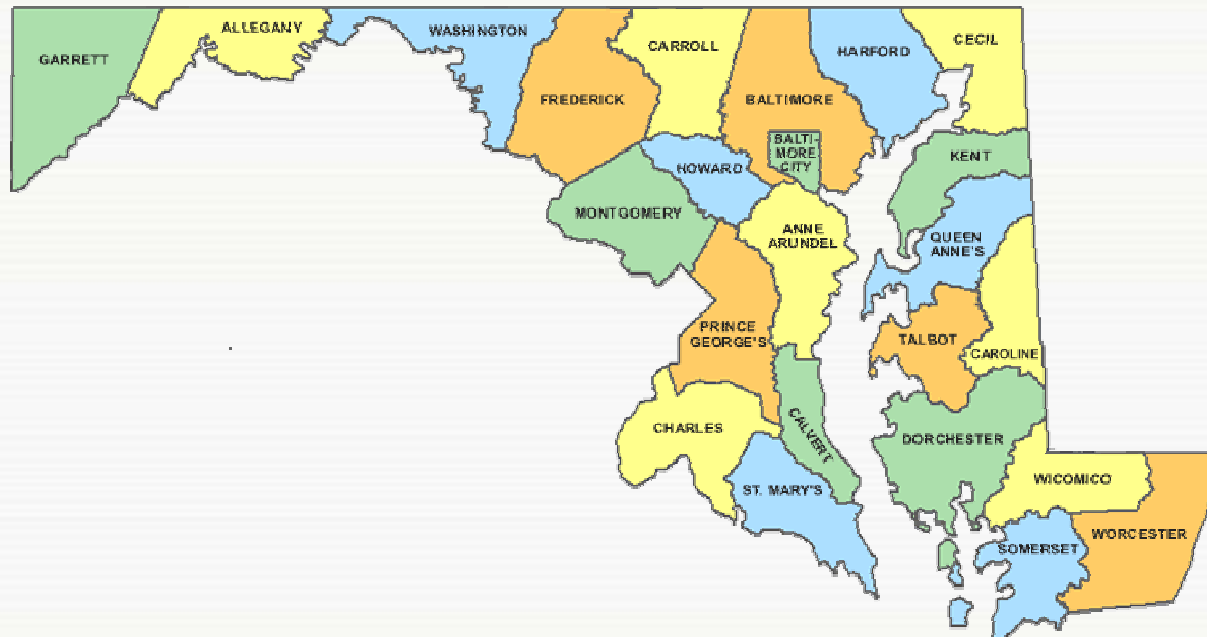 GARRETT
ALLEGANY
WASHINGTON
FREDERICK
CARROLL
BALTIMORE
HARFORD
CECIL
BALTI-
MORE
CITY
KENT
HOWARD
MONTGOMERY
ANNE
ARUNDEL
QUEEN
ANNE'S
PRINCE
GEORGE'S
TALBOT
CAROLINE
CHARLES
CALVERT
DORCHESTER
ST. MARY'S
WICOMICO
SOMERSET
WORCESTER